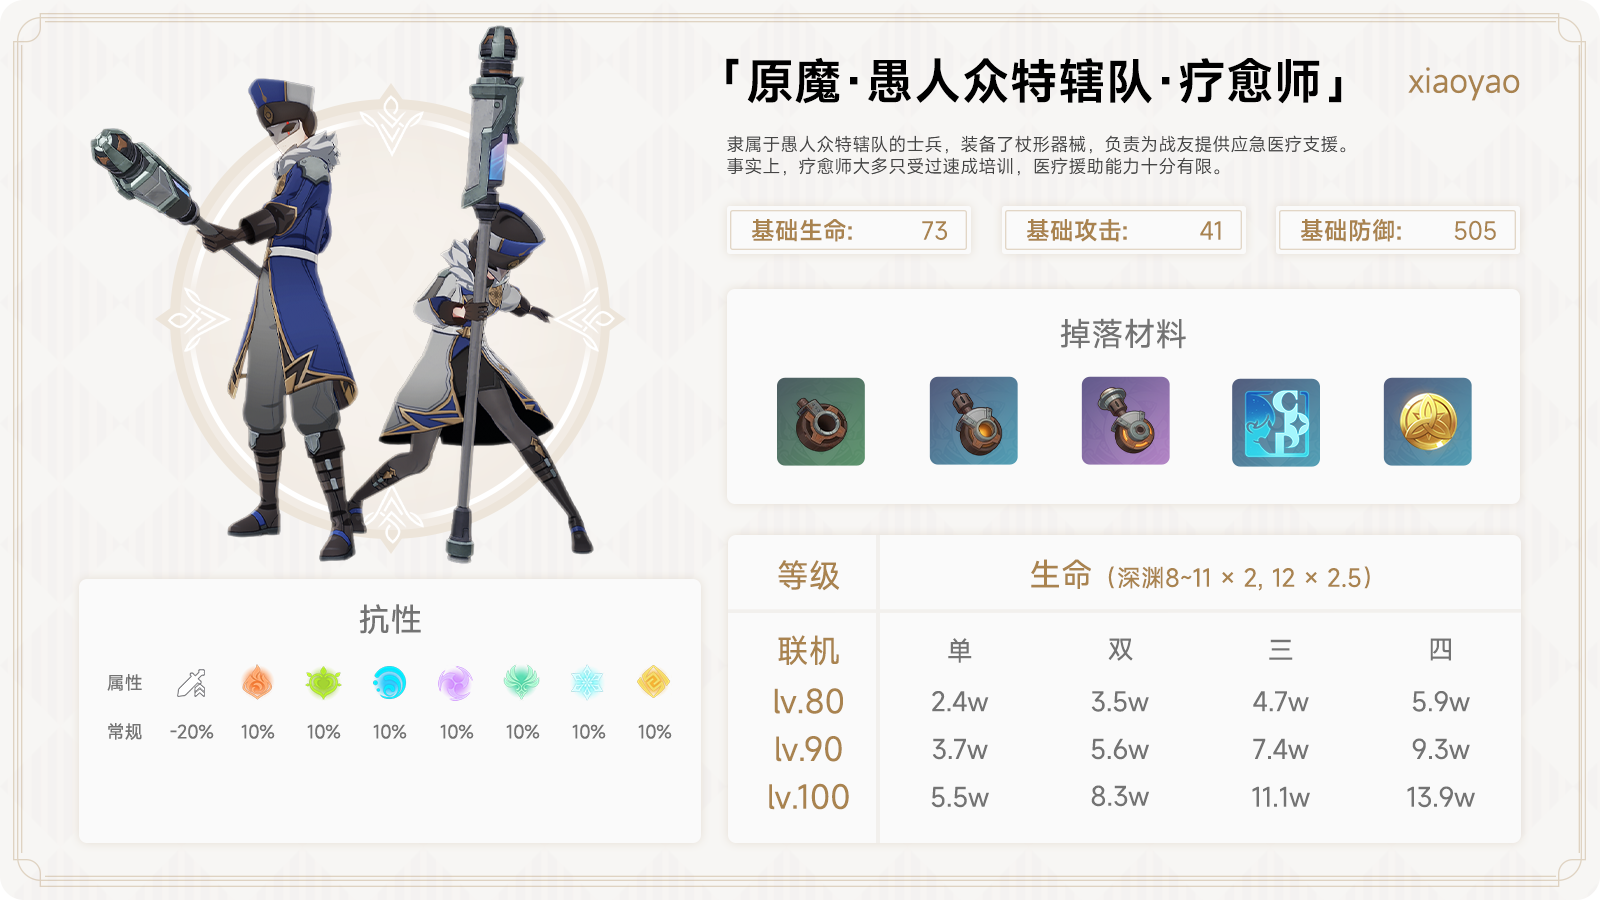 「原魔·愚人众特辖队·疗愈师」
xiaoyao
隶属于愚人众特辖队的士兵，装备了杖形器械，负责为战友提供应急医疗支援。
事实上，疗愈师大多只受过速成培训，医疗援助能力十分有限。
基础生命: 73
基础攻击: 41
基础防御: 505
掉落材料
抗性
属性
常规 -20% 10% 10% 10% 10% 10% 10% 10%
等级 生命（深渊8~11 × 2, 12 × 2.5）
联机 单 双 三 四
lv.80 2.4w 3.5w 4.7w 5.9w
lv.90 3.7w 5.6w 7.4w 9.3w
lv.100 5.5w 8.3w 11.1w 13.9w